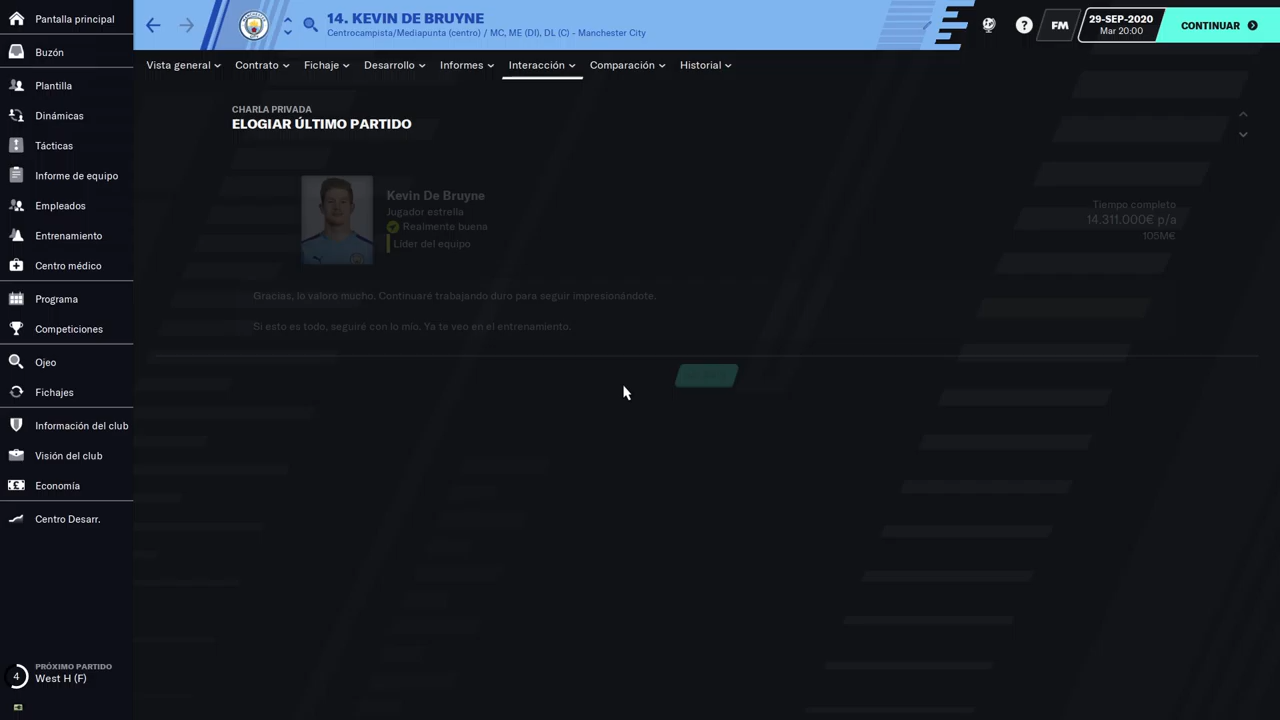 Pantalla principal
Buzón
Plantilla
Dinámicas
Tácticas
Informe de equipo
Empleados
Entrenamiento
Centro médico
Programa
Competiciones
Ojeo
Fichajes
Información del club
Visión del club
Economía
Centro Desarr.
4
PRÓXIMO PARTIDO
West H (F)
14. KEVIN DE BRUYNE
Centrocampista/Mediapunta (centro) / MC, ME (DI), DL (C) - Manchester City
?
FM
29-SEP-2020
Mar 20:00
CONTINUAR
Vista general
Contrato
Fichaje
Desarrollo
Informes
Interacción
Comparación
Historial
CHARLA PRIVADA
ELOGIAR ÚLTIMO PARTIDO
Kevin De Bruyne
Jugador estrella
Realmente buena
Líder del equipo
Tiempo completo
14.311.000€ p/a
105M€
Gracias, lo valoro mucho. Continuaré trabajando duro para seguir impresionándote.
Si esto es todo, seguiré con lo mío. Ya te veo en el entrenamiento.